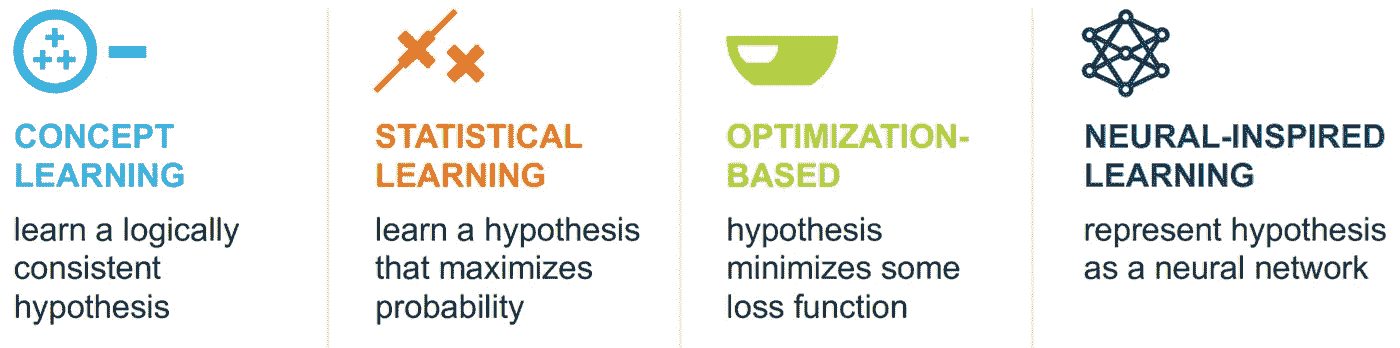 CONCEPT
LEARNING
learn a logically
consistent
hypothesis
STATISTICAL
LEARNING
learn a hypothesis
that maximizes
probability
OPTIMIZATION-
BASED
hypothesis
minimizes some
loss function
NEURAL-INSPIRED
LEARNING
represent hypothesis
as a neural network